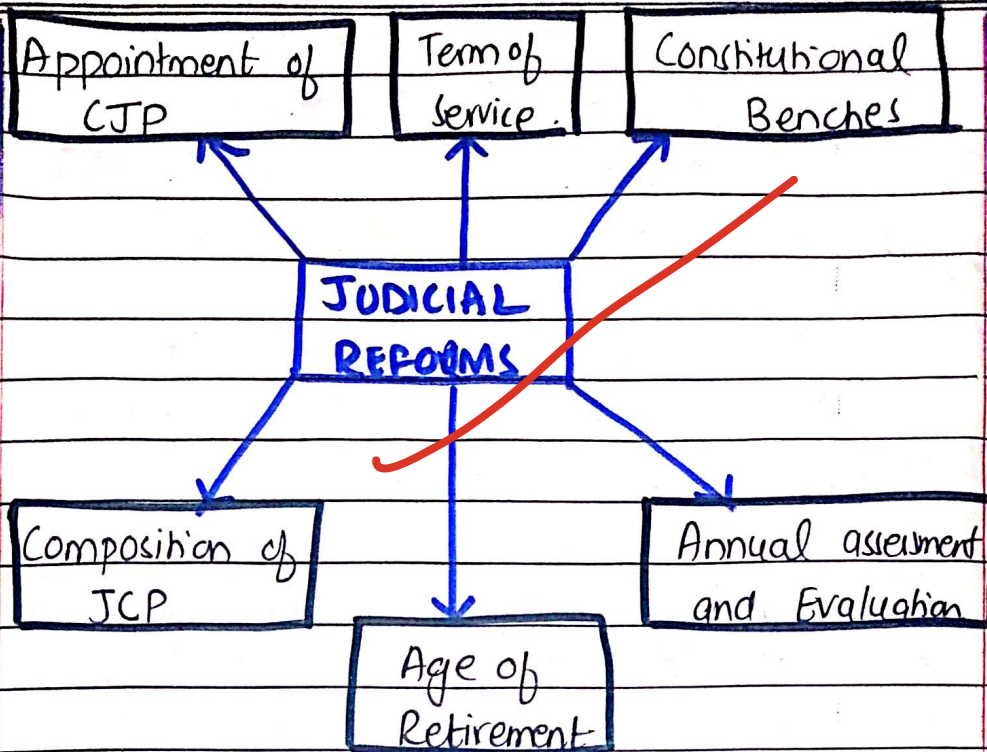 Appointment of
CJP
Term of
Service.
Constitutional
Benches
JUDICIAL
REFORMS
Composition of
JCP
Age of
Retirement
Annual assesment
and Evaluation